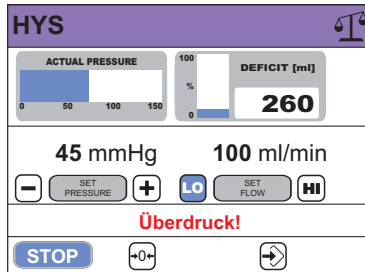 HYS
ACTUAL PRESSURE
0 50 100 150
100
%
0
DEFICIT [ml]
260
45 mmHg 100 ml/min
− SET PRESSURE + LO SET FLOW HI
Überdruck!
STOP →0←